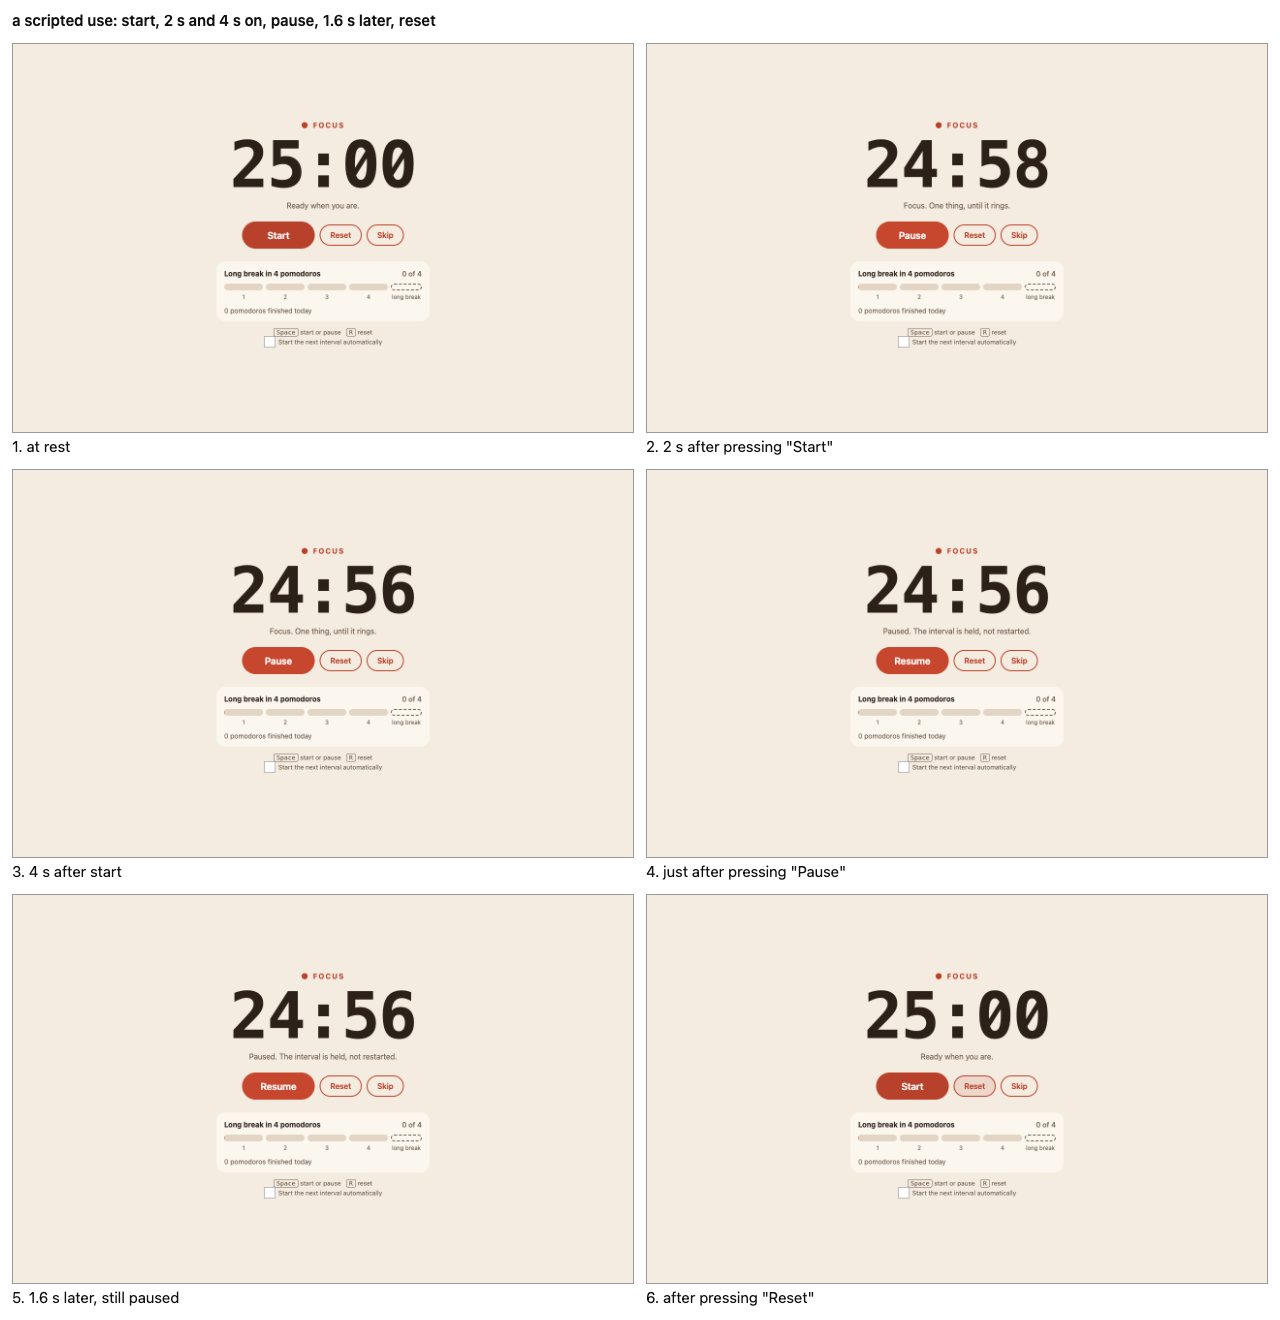 a scripted use: start, 2 s and 4 s on, pause, 1.6 s later, reset
FOCUS
25:00
Ready when you are.
Start Reset Skip
Long break in 4 pomodoros 0 of 4
1 2 3 4 long break
0 pomodoros finished today
Space start or pause R reset
Start the next interval automatically
1. at rest
FOCUS
24:58
Focus. One thing, until it rings.
Pause Reset Skip
Long break in 4 pomodoros 0 of 4
1 2 3 4 long break
0 pomodoros finished today
Space start or pause R reset
Start the next interval automatically
2. 2 s after pressing "Start"
FOCUS
24:56
Focus. One thing, until it rings.
Pause Reset Skip
Long break in 4 pomodoros 0 of 4
1 2 3 4 long break
0 pomodoros finished today
Space start or pause R reset
Start the next interval automatically
3. 4 s after start
FOCUS
24:56
Paused. The interval is held, not restarted.
Resume Reset Skip
Long break in 4 pomodoros 0 of 4
1 2 3 4 long break
0 pomodoros finished today
Space start or pause R reset
Start the next interval automatically
4. just after pressing "Pause"
FOCUS
24:56
Paused. The interval is held, not restarted.
Resume Reset Skip
Long break in 4 pomodoros 0 of 4
1 2 3 4 long break
0 pomodoros finished today
Space start or pause R reset
Start the next interval automatically
5. 1.6 s later, still paused
FOCUS
25:00
Ready when you are.
Start Reset Skip
Long break in 4 pomodoros 0 of 4
1 2 3 4 long break
0 pomodoros finished today
Space start or pause R reset
Start the next interval automatically
6. after pressing "Reset"